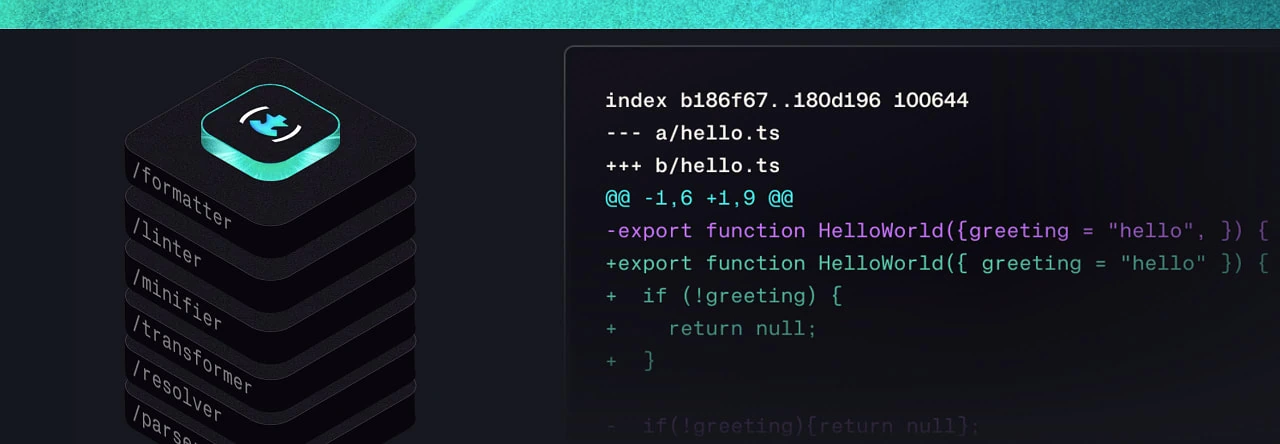 /formatter
/linter
/minifier
/transformer
/resolver
index b186f67..180d196 100644
--- a/hello.ts
+++ b/hello.ts
@@ -1,6 +1,9 @@
-export function HelloWorld({greeting = "hello", }) {
+export function HelloWorld({ greeting = "hello" }) {
+  if (!greeting) {
+    return null;
+  }
-  if(!greeting){return null};